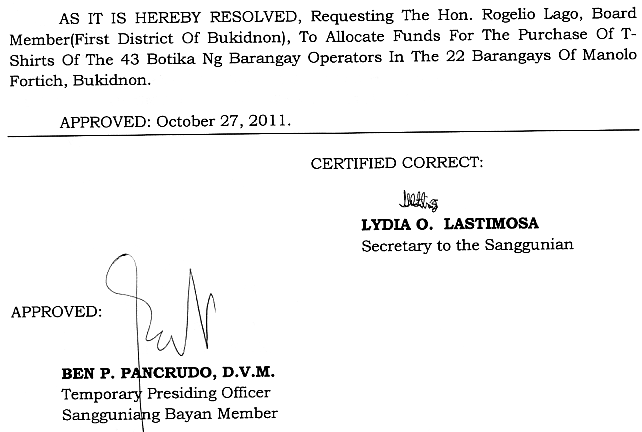 AS IT IS HEREBY RESOLVED, Requesting The Hon. Rogelio Lago, Board
Member(First District Of Bukidnon), To Allocate Funds For The Purchase Of T-
Shirts Of The 43 Botika Ng Barangay Operators In The 22 Barangays Of Manolo
Fortich, Bukidnon.
APPROVED: October 27, 2011.
CERTIFIED CORRECT:
LYDIA O. LASTIMOSA
Secretary to the Sanggunian
APPROVED:
BEN P. PANCRUDO, D.V.M.
Temporary Presiding Officer
Sangguniang Bayan Member